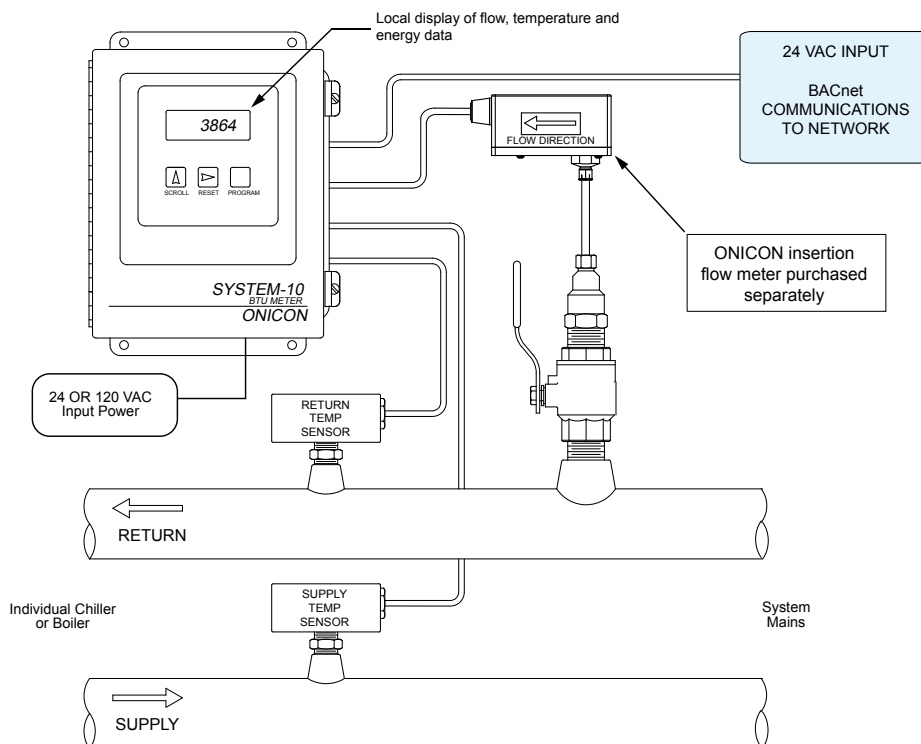 Local display of flow, temperature and
energy data
24 VAC INPUT
BACnet
COMMUNICATIONS
TO NETWORK
3864
SCROLL RESET PROGRAM
FLOW DIRECTION
ONICON insertion
flow meter purchased
separately
SYSTEM-10
BTU METER
ONICON
24 OR 120 VAC
Input Power
RETURN
TEMP
SENSOR
RETURN
SUPPLY
TEMP
SENSOR
Individual Chiller
or Boiler
System
Mains
SUPPLY